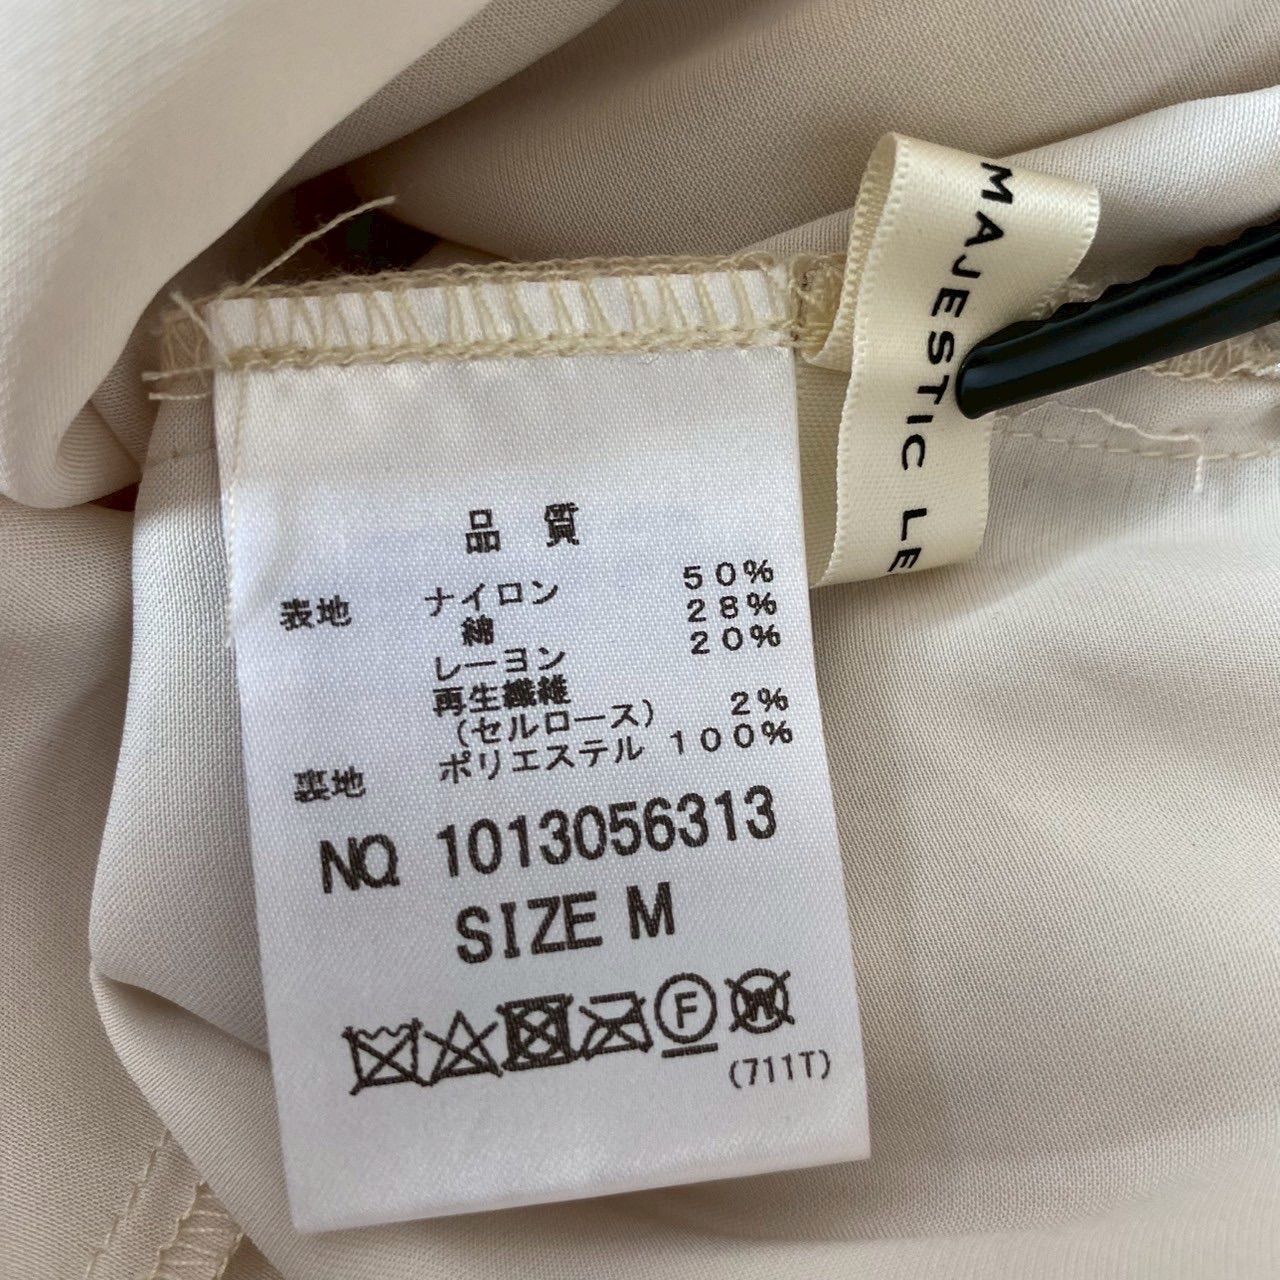 品 質
表地 ナイロン 50%
綿 28%
レーヨン 20%
再生繊維
(セルロース) 2%
裏地 ポリエステル 100%
NO 1013056313
SIZE M
F W
(711T)
MAJESTIC LE